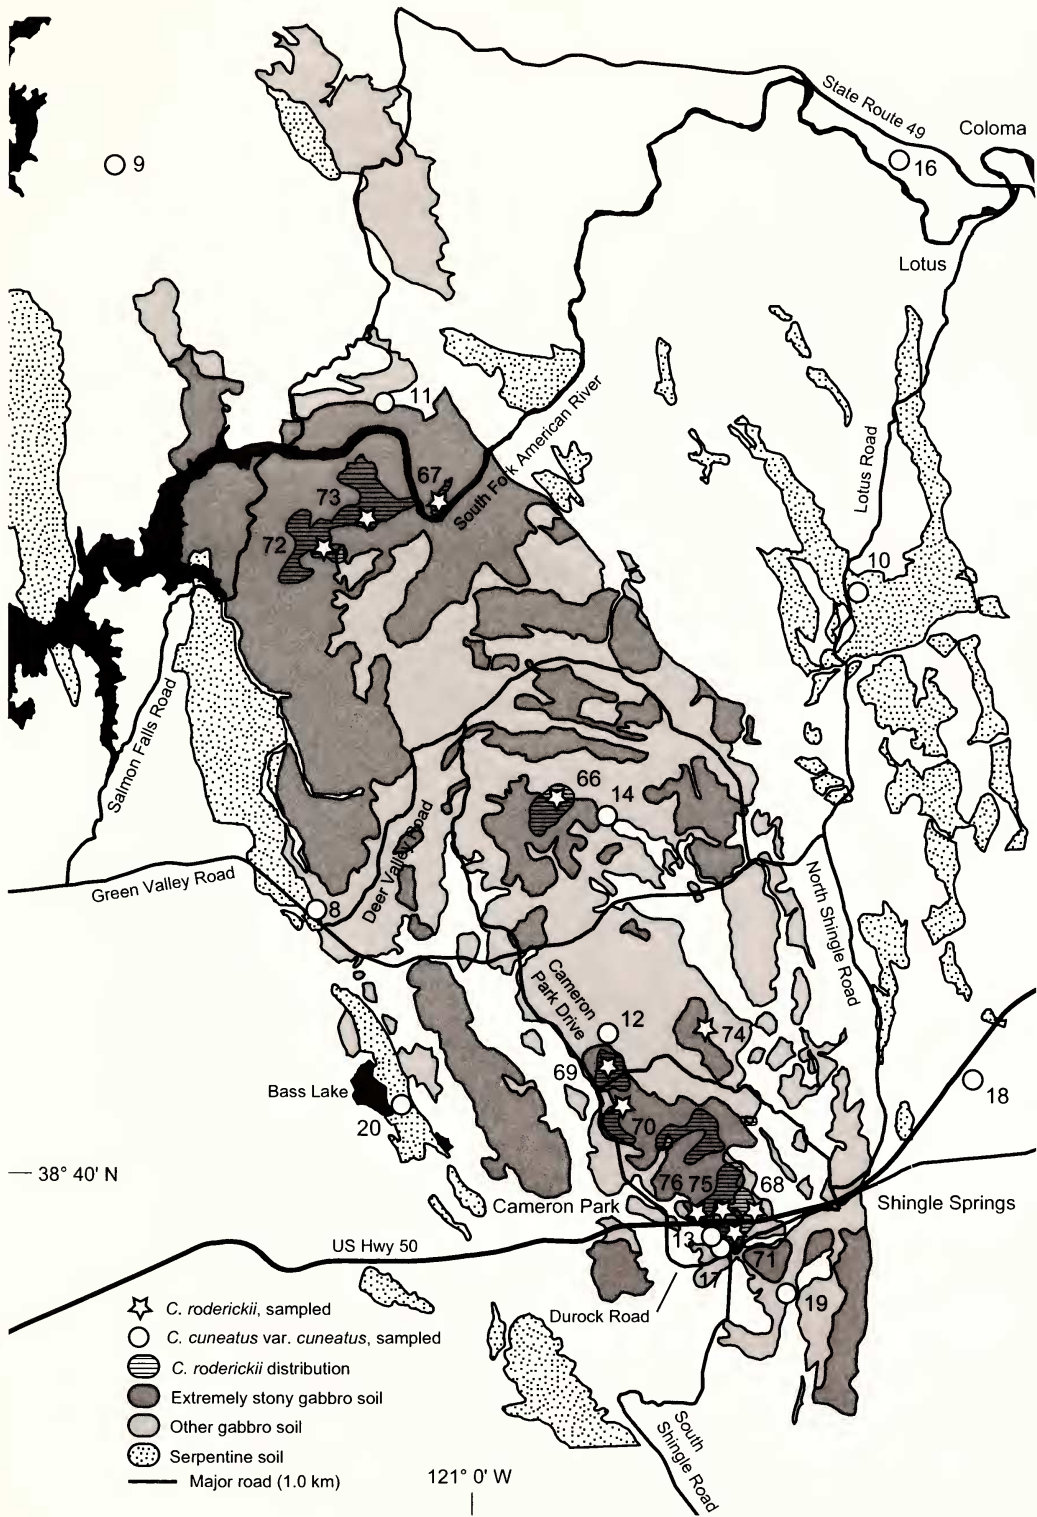 State Route 49
Coloma
9
16
Lotus
11
South Fork American River
67
73
72
Lotus Road
10
Salmon Falls Road
66
14
Deer Valley Road
Green Valley Road
8
North Shingle Road
Cameron
Park Drive
12
74
69
Bass Lake
18
20
70
38° 40' N
76
75
68
Cameron Park
Shingle Springs
US Hwy 50
13
71
17
19
Durock Road
C. roderickii, sampled
C. cuneatus var. cuneatus, sampled
C. roderickii distribution
Extremely stony gabbro soil
Other gabbro soil
Serpentine soil
Major road (1.0 km)
South
Shingle Road
121° 0' W